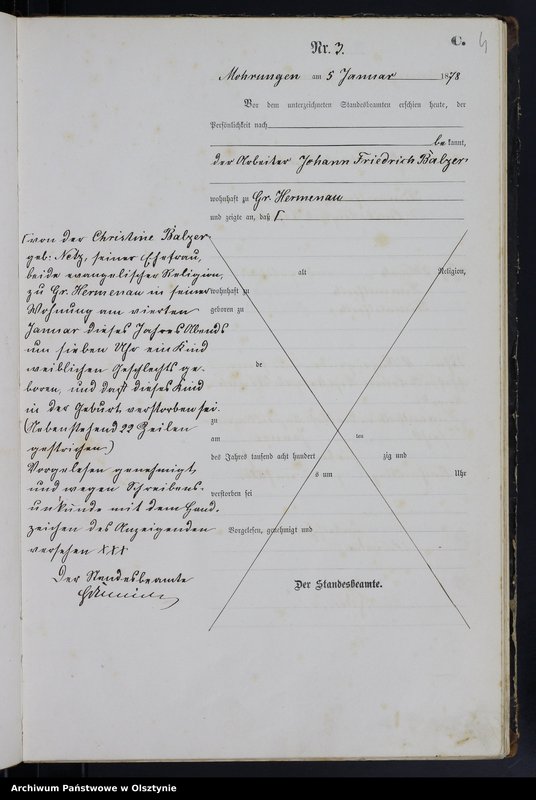 C.
4
Nr. 3.
Mohrungen am 5 Januar 1878
Vor dem unterzeichneten Standesbeamten erschien heute, der
Persönlichkeit nach
bekannt,
der Arbeiter Johann Friedrich Balzer
wohnhaft zu Gr. Hermenau
und zeigte an, daß Γ.
Γvon der Christine Balzer
geb: Netz, seiner Ehefrau,
beide evangelischer Religion,
zu Gr. Hermenau in seiner
Wohnung am vierten
Januar dieses Jahres Abends
um sieben Uhr ein Kind
weiblichen Geschlechts ge-
boren, und daß dieses Kind
in der Geburt verstorben sei.
(Nebenstehend 22 Zeilen
gestrichen.)
Vorgelesen genehmigt,
und wegen Schreibens-
unkunde mit dem Hand-
zeichen des Anzeigenden
versehen XXX
Der Standesbeamte
alt Religion,
wohnhaft zu
geboren zu
de
zu
am ten
des Jahres tausend acht hundert zig und
s um Uhr
verstorben sei
Vorgelesen, genehmigt und
Der Standesbeamte.
Archiwum Państwowe w Olsztynie